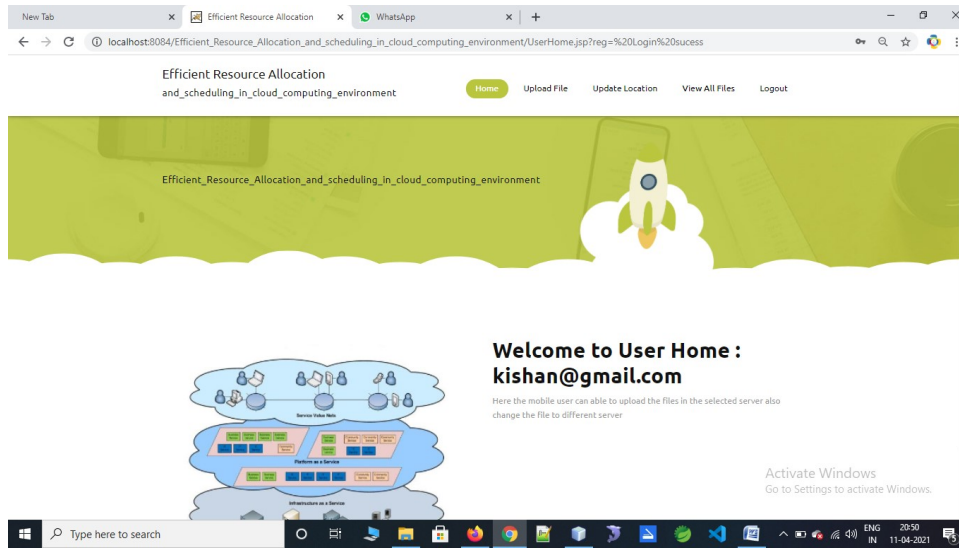 New Tab
Efficient Resource Allocation
WhatsApp
localhost:8084/Efficient_Resource_Allocation_and_scheduling_in_cloud_computing_environment/UserHome.jsp?reg=%20Login%20sucess
Efficient Resource Allocation
and_scheduling_in_cloud_computing_environment
Home
Upload File
Update Location
View All Files
Logout
Efficient_Resource_Allocation_and_scheduling_in_cloud_computing_environment
Welcome to User Home :
kishan@gmail.com
Here the mobile user can able to upload the files in the selected server also
change the file to different server
Service Value Nets
Platform as a Service
Infrastructure as a Service
Activate Windows
Go to Settings to activate Windows.
Type here to search
ENG
IN
20:50
11-04-2021
5